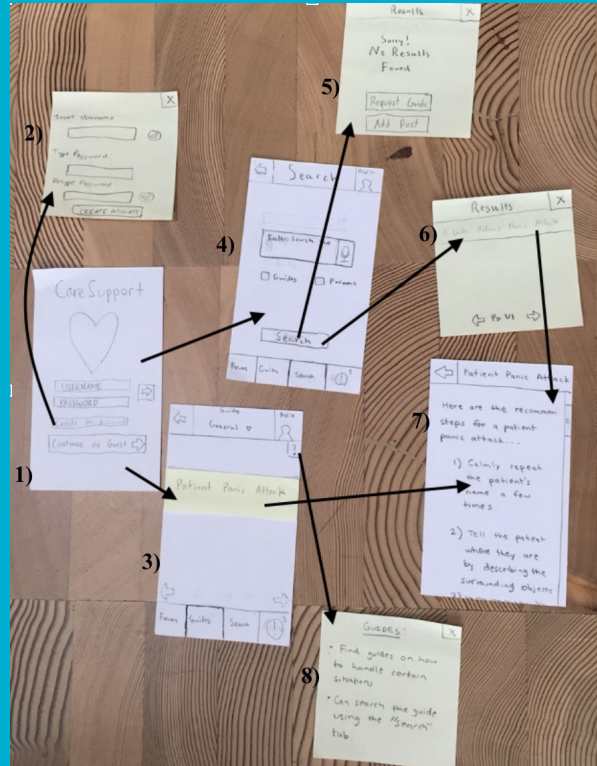 1)
CareSupport
USERNAME
PASSWORD
Create an Account
Continue as Guest
2)
X
Insert Username
Type Password
Retype Password
CREATE ACCOUNT
3)
Guides
General
Patient Panic Attack
Forums Guides Search
4)
Search
Enter Search
Guides Forums
Search
Forums Guides Search
5)
Results X
Sorry!
No Results
Found
Request Guide
Add Post
6)
Results X
Patient Panic Attack
7)
Patient Panic Attack
Here are the recommen
steps for a patient
panic attack...
1) Calmly repeat
the patient's
name a few
times
2) Tell the patient
where they are
by describing the
surrounding objects
8)
GUIDES: X
• Find guides on how
to handle certain
situations
• Can search the guide
using the "Search"
tab.